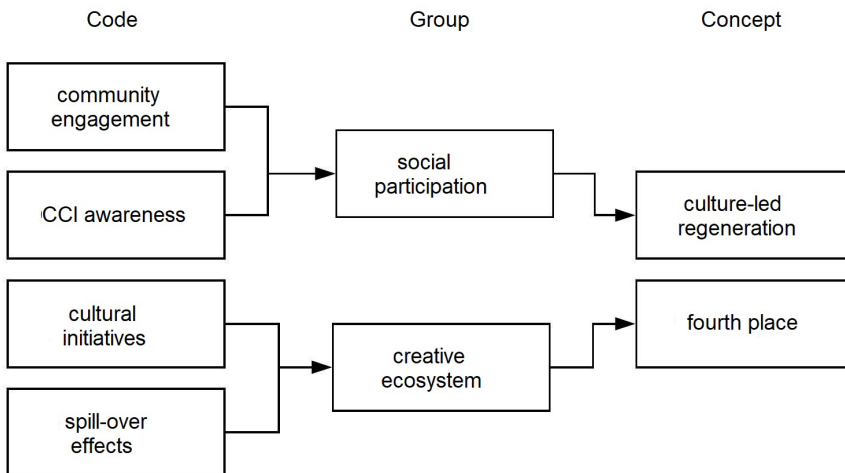 Code
Group
Concept
community
engagement
CCI awareness
cultural
initiatives
spill-over
effects
social
participation
creative
ecosystem
culture-led
regeneration
fourth place